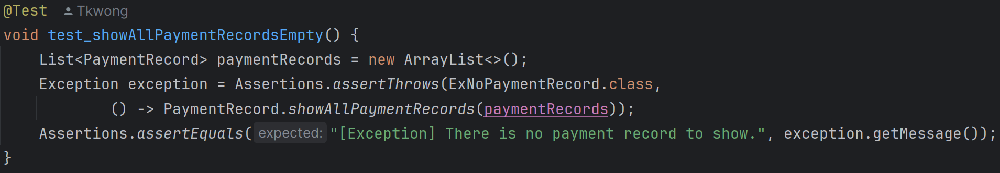 @Test Tkwong
void test_showAllPaymentRecordsEmpty() {
List<PaymentRecord> paymentRecords = new ArrayList<>();
Exception exception = Assertions.assertThrows(ExNoPaymentRecord.class,
() -> PaymentRecord.showAllPaymentRecords(paymentRecords));
Assertions.assertEquals( expected: "[Exception] There is no payment record to show.", exception.getMessage());
}